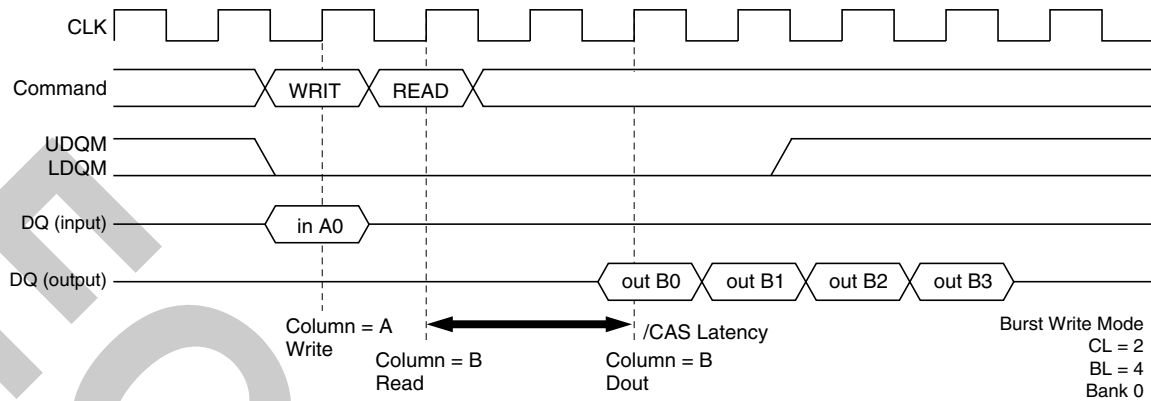 CLK
Command
WRIT
READ
UDQM
LDQM
DQ (input)
in A0
DQ (output)
out B0
out B1
out B2
out B3
Column = A
Write
/CAS Latency
Column = B
Read
Column = B
Dout
Burst Write Mode
CL = 2
BL = 4
Bank 0